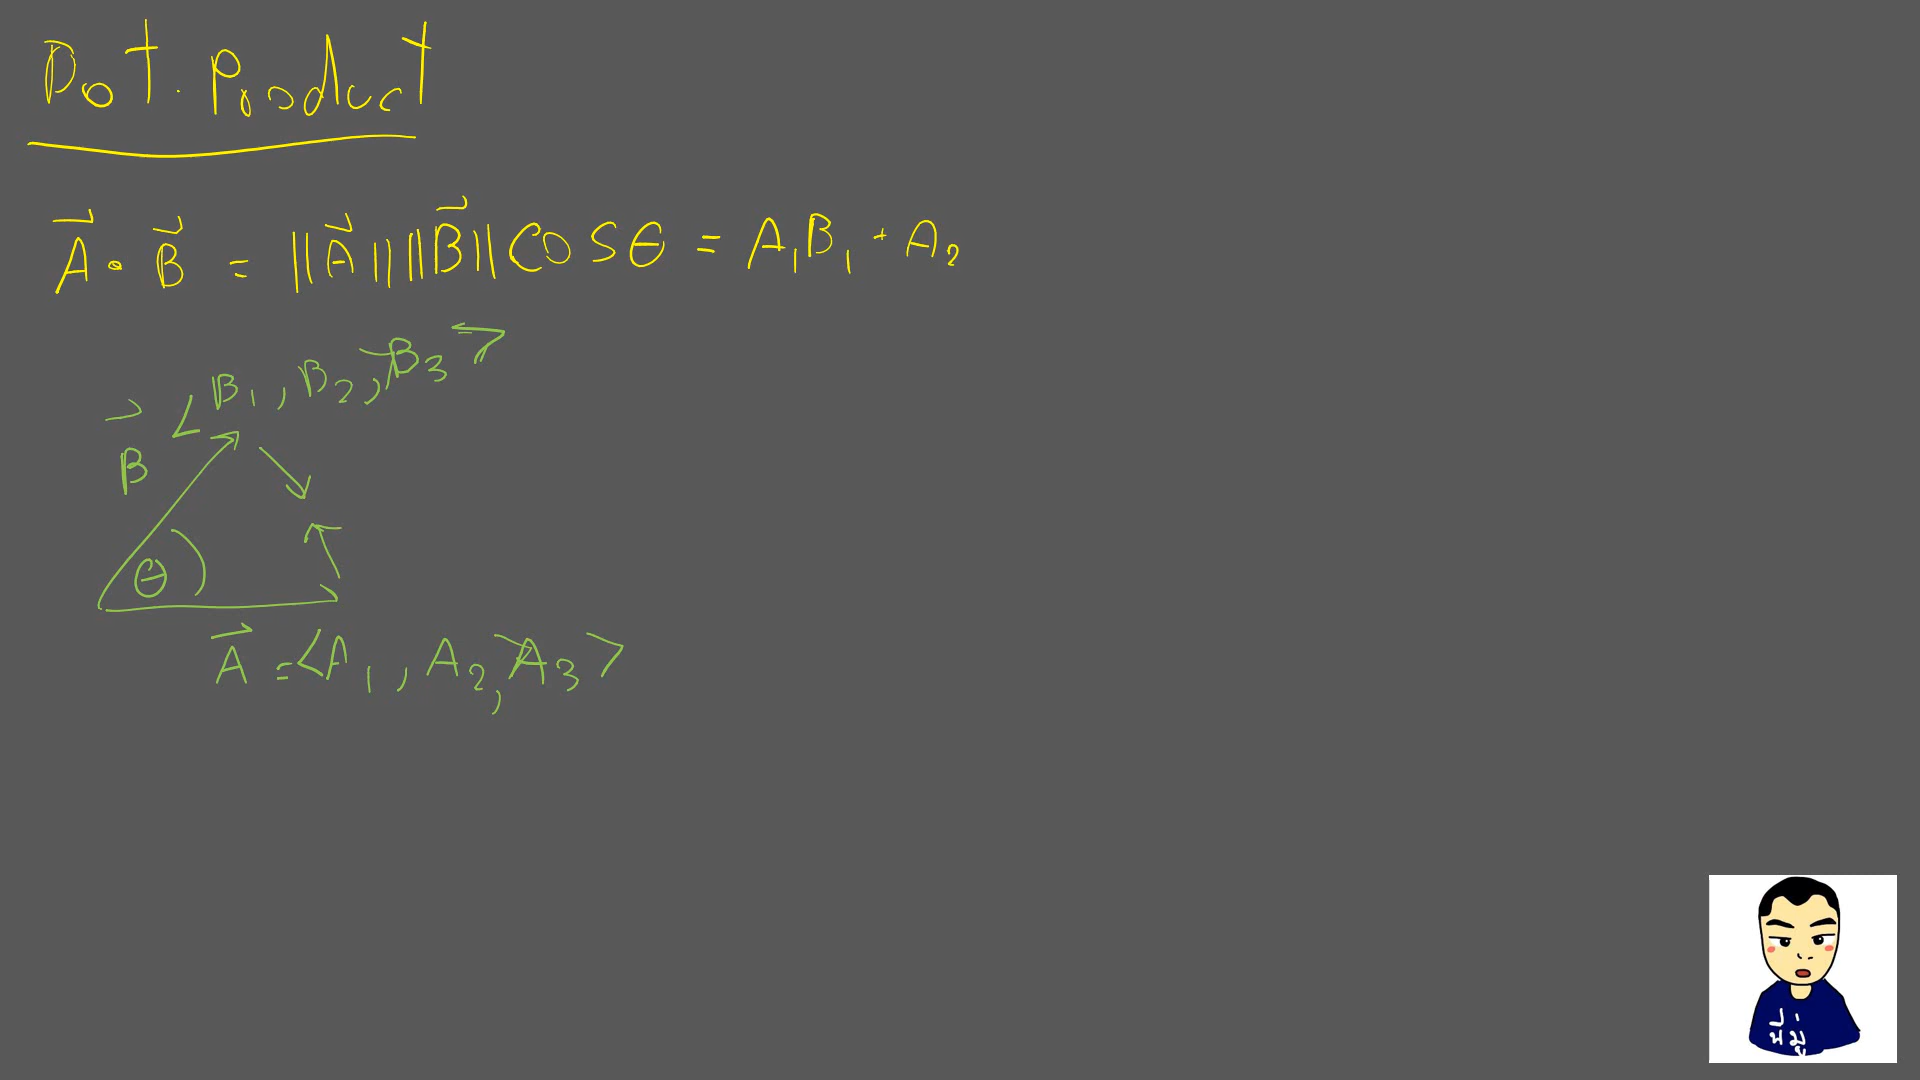 Dot. Product
A⃗ • B⃗ = ||A⃗|| ||B⃗|| cos θ = A₁B₁ + A₂
B⃗ <B₁, B₂, B₃>
θ
A⃗ = <A₁, A₂, A₃>
พี่มู่